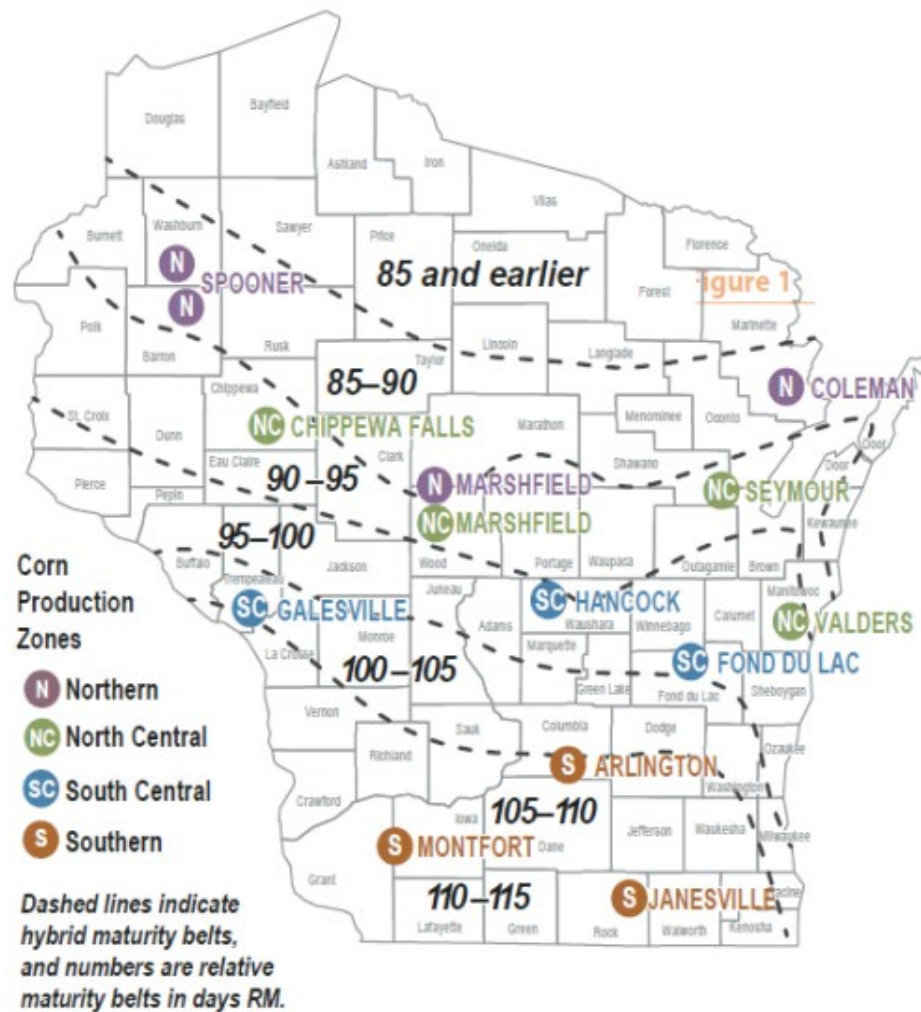 Bayfield
Douglas
Ashland
Iron
Vilas
Washburn
Sawyer
Price
Burnett
Florence
Oneida
85 and earlier
Forest
N
SPOONER
igure 1
N
Polk
Marinette
Barron
Rusk
Lincoln
Langlade
Taylor
85–90
Chippewa
N COLEMAN
St. Croix
Menominee
Oconto
NC CHIPPEWA FALLS
Marathon
Dunn
Door
Eau Claire
Clark
Shawano
Door
Pierce
90–95
N MARSHFIELD
NC SEYMOUR
Pepin
95–100
NC MARSHFIELD
Kewaunee
Buffalo
Jackson
Wood
Portage
Waupaca
Outagamie
Brown
Corn
Production
Zones
Trempealeau
Juneau
Manitowoc
SC GALESVILLE
Adams
SC HANCOCK
Waushara
Winnebago
Calumet
NC VALDERS
Monroe
Marquette
La Crosse
100–105
SC FOND DU LAC
Green Lake
Fond du Lac
Sheboygan
N Northern
NC North Central
SC South Central
S Southern
Vernon
Sauk
Columbia
Dodge
Richland
Ozaukee
S ARLINGTON
Washington
Crawford
Iowa
105–110
Jefferson
Waukesha
Milwaukee
S MONTFORT
Dane
Grant
110–115
S JANESVILLE
acine
Lafayette
Green
Rock
Walworth
Kenosha
Dashed lines indicate
hybrid maturity belts,
and numbers are relative
maturity belts in days RM.